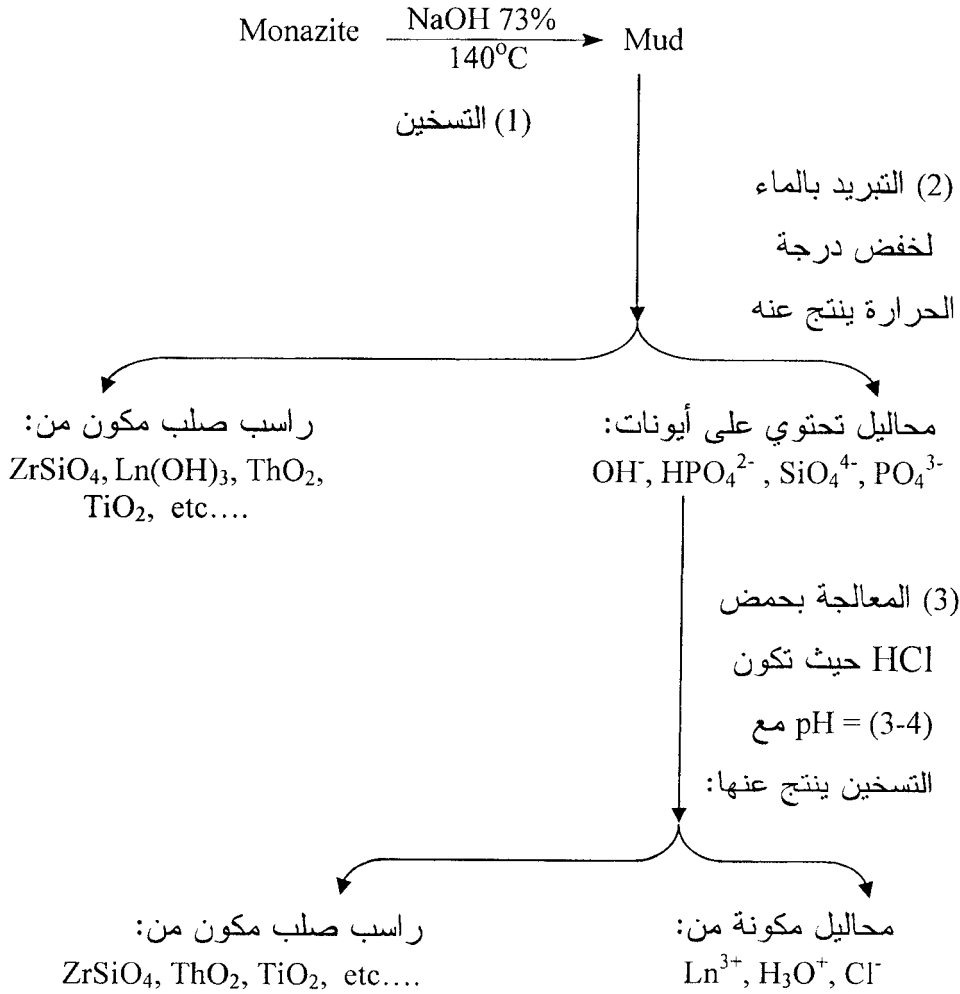 Monazite NaOH 73% Mud
140°C
(1) التسخين
(2) التبريد بالماء
لخفض درجة
الحرارة ينتج عنه
محاليل تحتوي على أيونات:
OH⁻, HPO₄²⁻ , SiO₄⁴⁻, PO₄³⁻
راسب صلب مكون من:
ZrSiO₄, Ln(OH)₃, ThO₂,
TiO₂, etc....
(3) المعالجة بحمض
HCl حيث تكون
pH = (3-4) مع
التسخين ينتج عنها:
محاليل مكونة من:
Ln³⁺, H₃O⁺, Cl⁻
راسب صلب مكون من:
ZrSiO₄, ThO₂, TiO₂, etc....